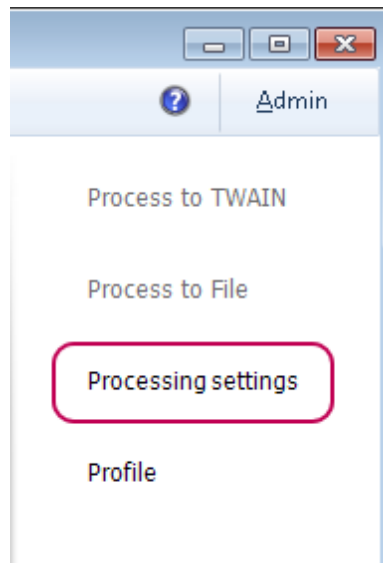 ?
Admin
Process to TWAIN
Process to File
Processing settings
Profile